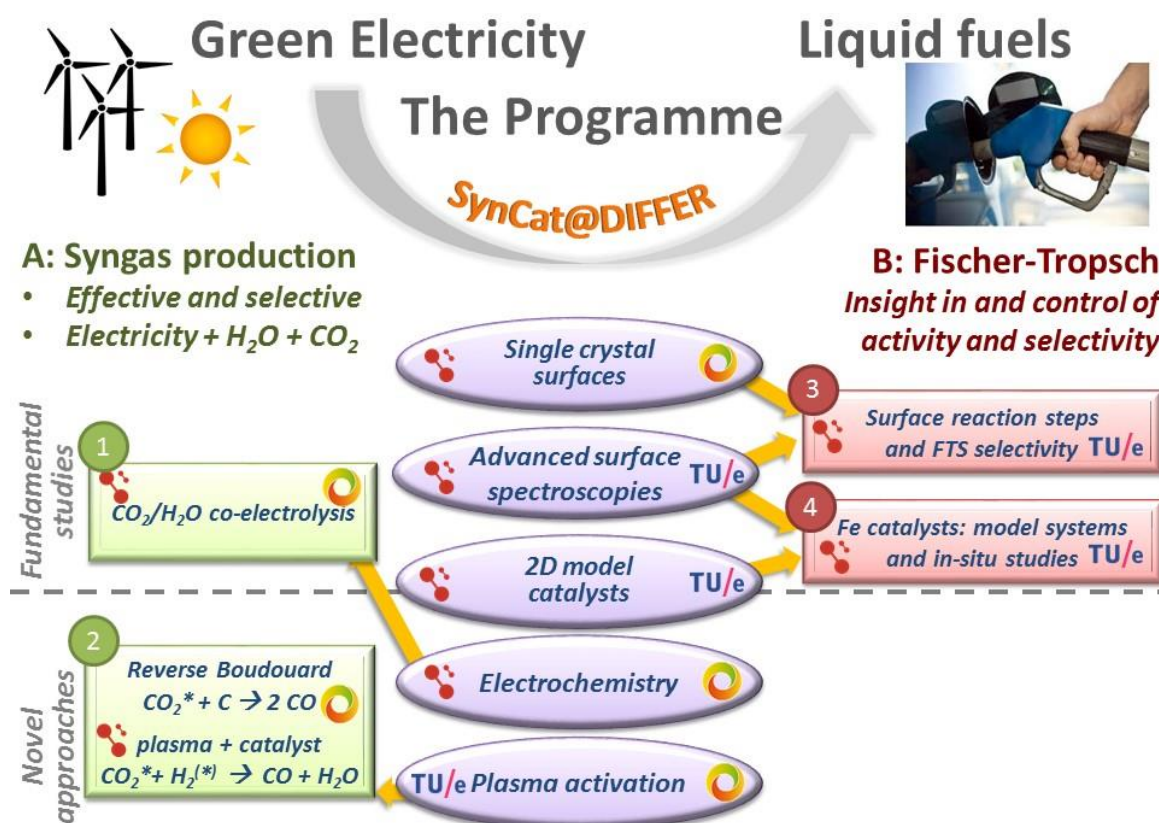 Green Electricity
Liquid fuels
The Programme
SynCat@DIFFER
A: Syngas production
• Effective and selective
• Electricity + H₂O + CO₂
B: Fischer-Tropsch
Insight in and control of
activity and selectivity
Fundamental
studies
Novel
approaches
1
CO₂/H₂O co-electrolysis
2
Reverse Boudouard
CO₂* + C → 2 CO
plasma + catalyst
CO₂*+ H₂(*) → CO + H₂O
Single crystal
surfaces
Advanced surface
spectroscopies TU/e
2D model
catalysts TU/e
Electrochemistry
TU/e Plasma activation
3
Surface reaction steps
and FTS selectivity TU/e
4
Fe catalysts: model systems
and in-situ studies TU/e